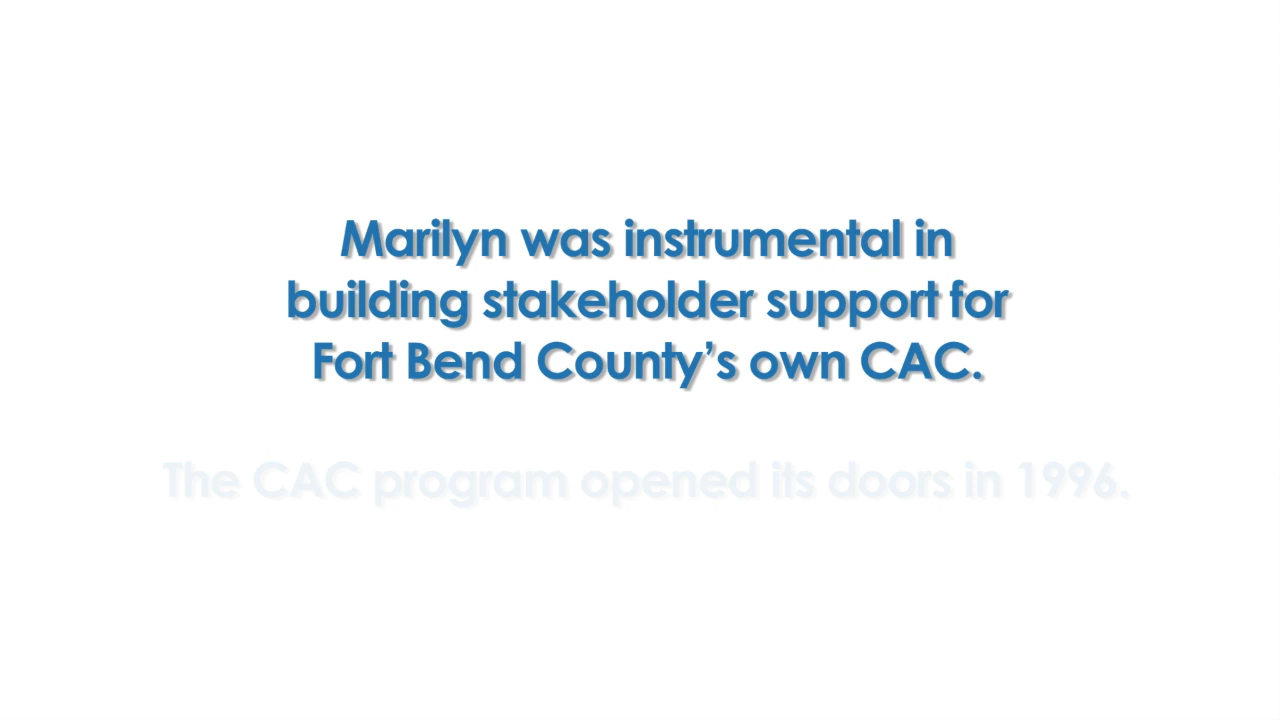 Marilyn was instrumental in
building stakeholder support for
Fort Bend County’s own CAC.
The CAC program opened its doors in 1996.